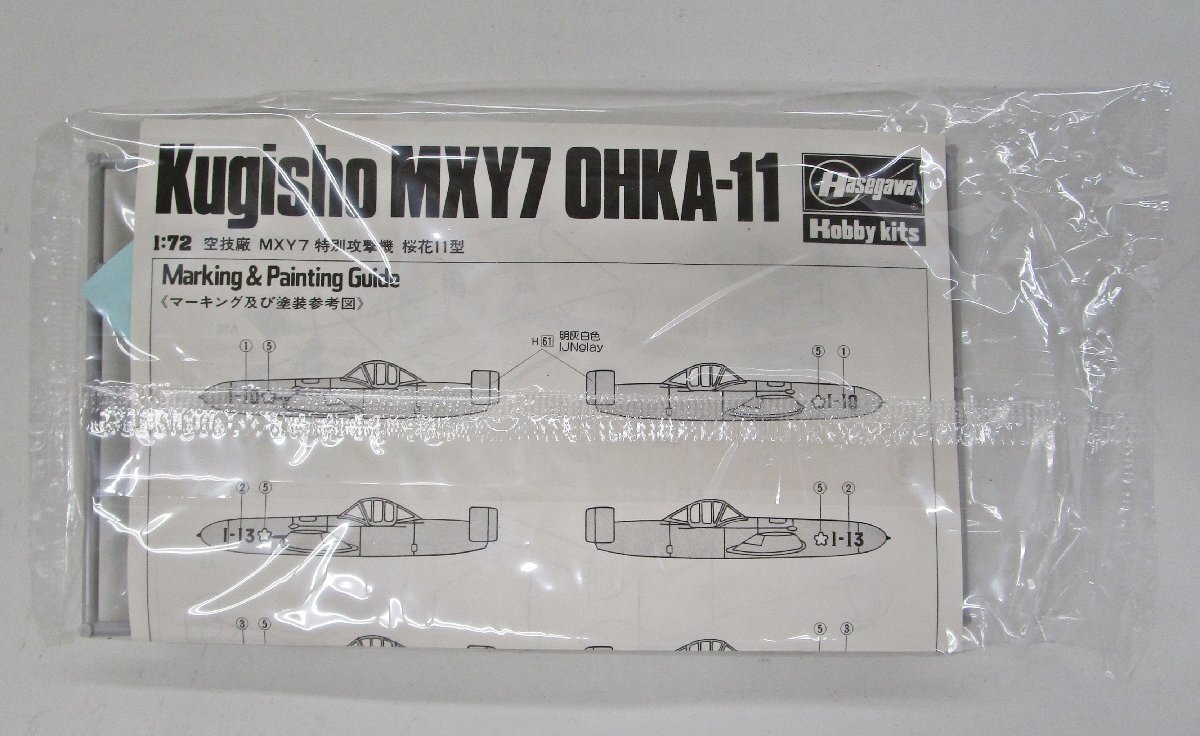 Kugisho MXY7 OHKA-11
Hasegawa
Hobby kits
1:72 空技廠 MXY7 特別攻撃機 桜花11型
Marking & Painting Guide
《マーキング及び塗装参考図》
H 61 明灰白色
IJNglay
① ⑤ ⑤ ①
I-10 I-10
② ⑤ ⑤ ②
I-13 I-13
③ ⑤ ⑤ ③